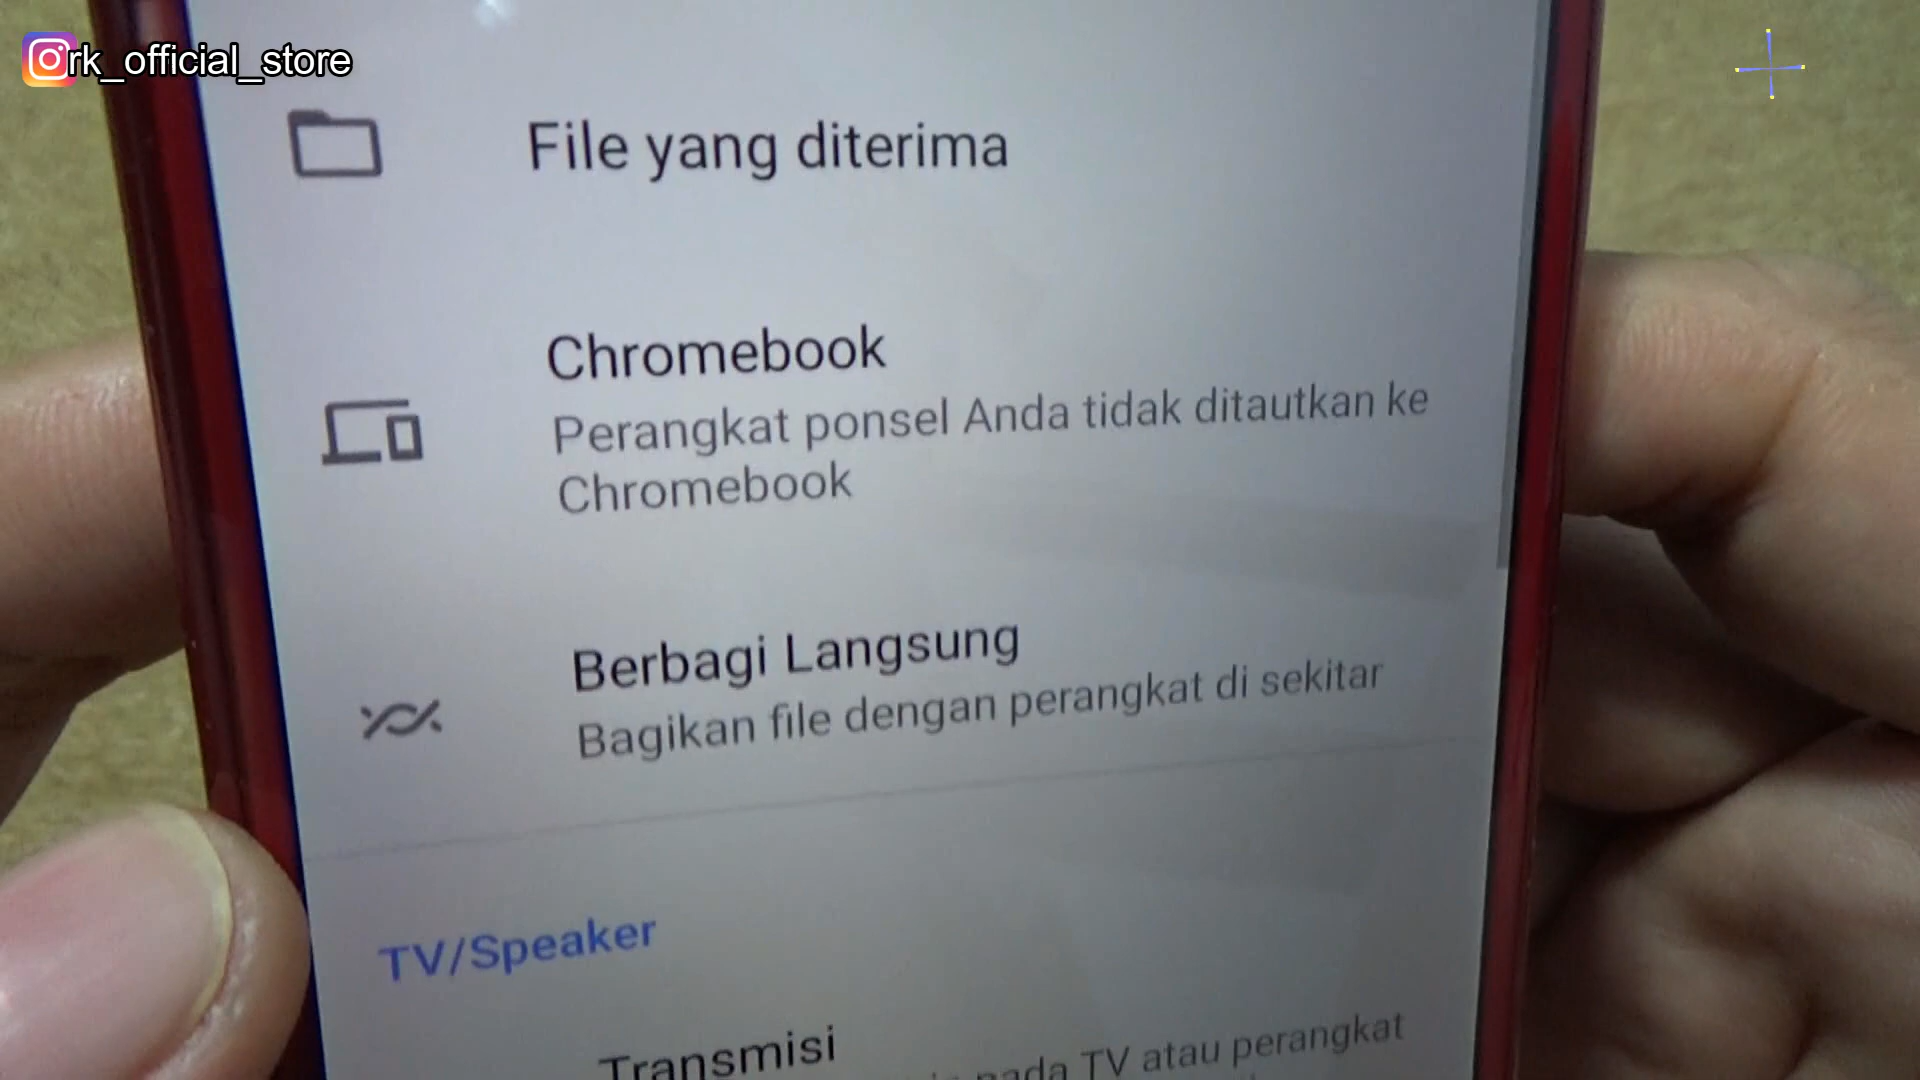 rk_official_store
File yang diterima
Chromebook
Perangkat ponsel Anda tidak ditautkan ke
Chromebook
Berbagi Langsung
Bagikan file dengan perangkat di sekitar
TV/Speaker
Transmisi
pada TV atau perangkat